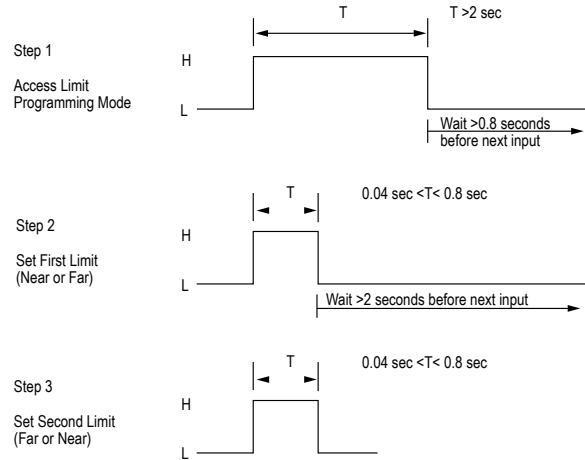 T
T >2 sec
Step 1
H
Access Limit
Programming Mode
L
Wait >0.8 seconds
before next input
T
0.04 sec <T< 0.8 sec
Step 2
H
Set First Limit
(Near or Far)
L
Wait >2 seconds before next input
T
0.04 sec <T< 0.8 sec
Step 3
H
Set Second Limit
(Far or Near)
L